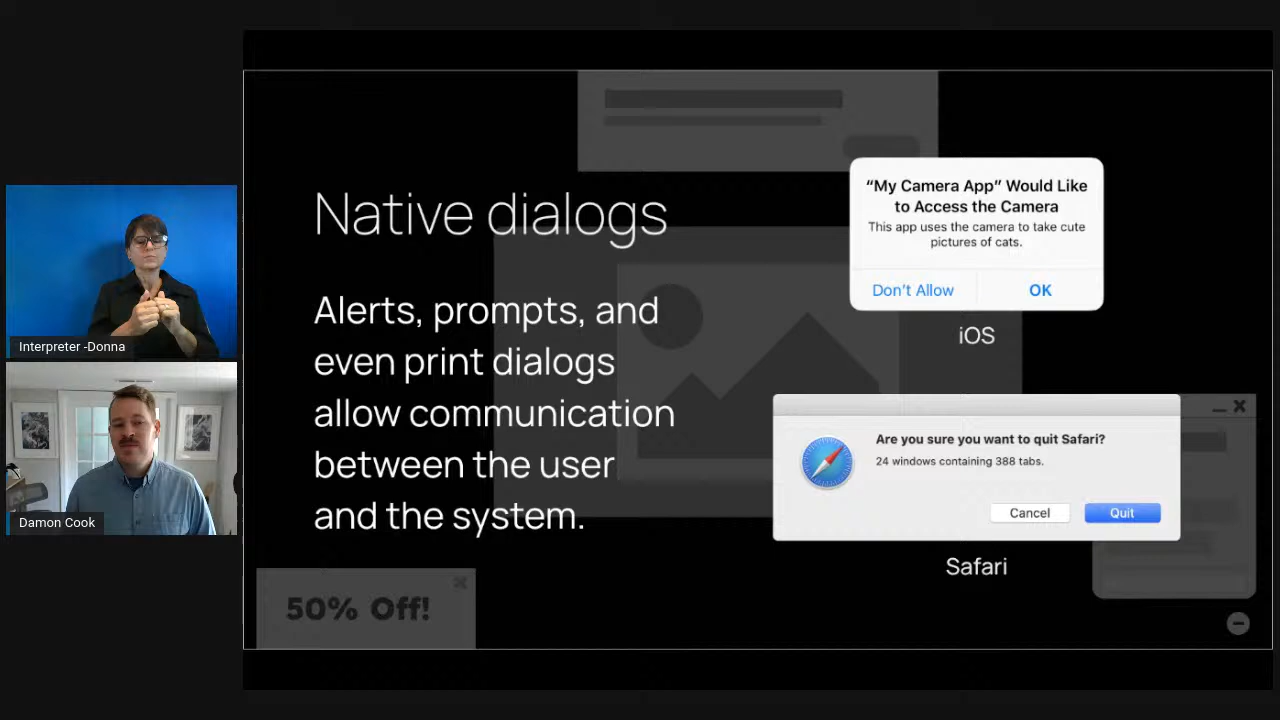 Native dialogs
Alerts, prompts, and
even print dialogs
allow communication
between the user
and the system.
“My Camera App” Would Like
to Access the Camera
This app uses the camera to take cute
pictures of cats.
Don’t Allow OK
iOS
Are you sure you want to quit Safari?
24 windows containing 388 tabs.
Cancel Quit
Safari
50% Off!
Interpreter -Donna
Damon Cook